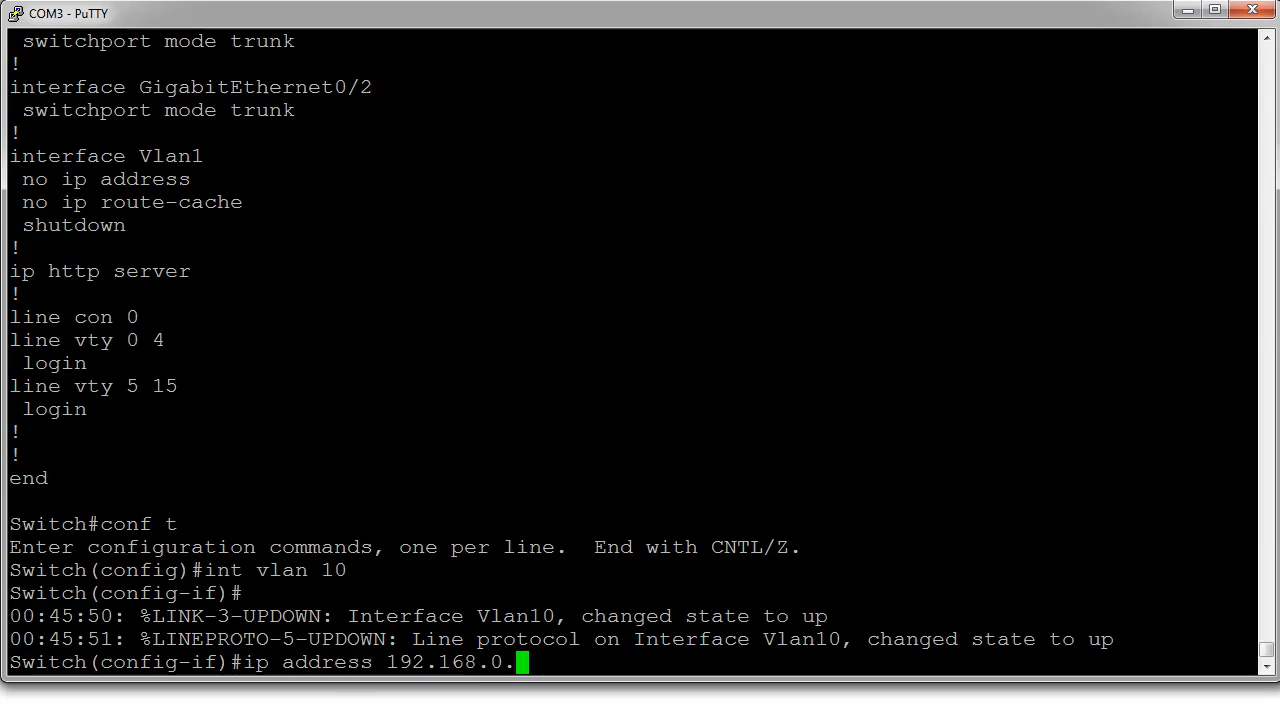 COM3 - PuTTY
switchport mode trunk
!
interface GigabitEthernet0/2
switchport mode trunk
!
interface Vlan1
no ip address
no ip route-cache
shutdown
!
ip http server
!
line con 0
line vty 0 4
login
line vty 5 15
login
!
!
end
Switch#conf t
Enter configuration commands, one per line.  End with CNTL/Z.
Switch(config)#int vlan 10
Switch(config-if)#
00:45:50: %LINK-3-UPDOWN: Interface Vlan10, changed state to up
00:45:51: %LINEPROTO-5-UPDOWN: Line protocol on Interface Vlan10, changed state to up
Switch(config-if)#ip address 192.168.0.